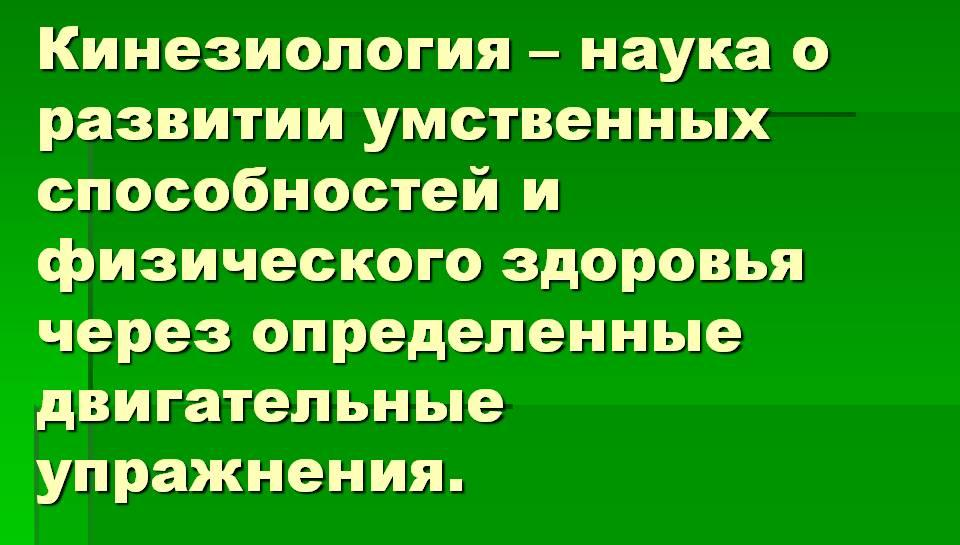 Кинезиология – наука о
развитии умственных
способностей и
физического здоровья
через определенные
двигательные
упражнения.